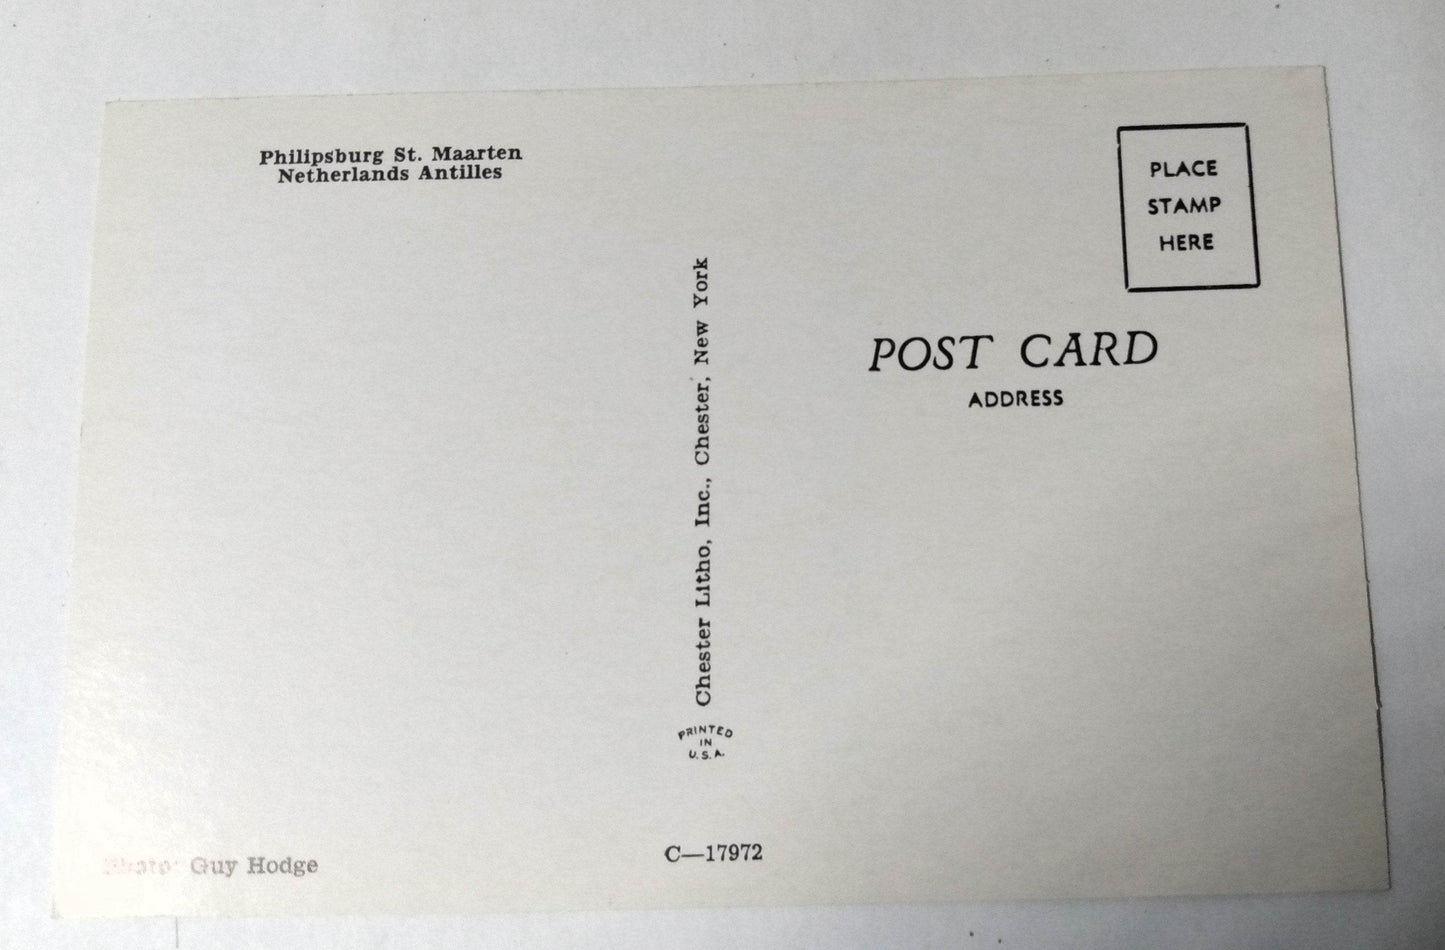 Philipsburg St. Maarten
Netherlands Antilles
PLACE
STAMP
HERE
POST CARD
ADDRESS
Chester Litho, Inc., Chester, New York
PRINTED
IN
U.S.A.
Photo: Guy Hodge
C—17972